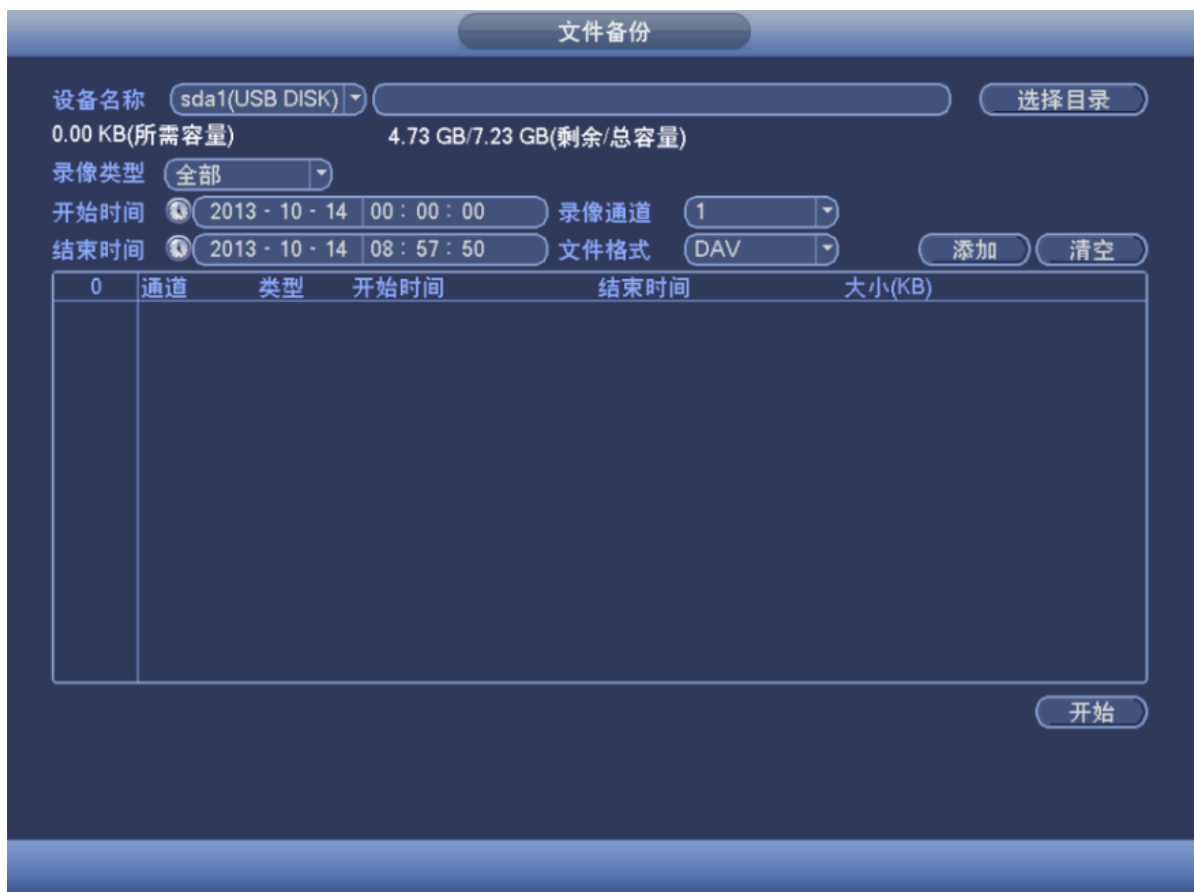 文件备份
设备名称 sda1(USB DISK) 选择目录
0.00 KB(所需容量) 4.73 GB/7.23 GB(剩余/总容量)
录像类型 全部
开始时间 2013 - 10 - 14 00 : 00 : 00 录像通道 1
结束时间 2013 - 10 - 14 08 : 57 : 50 文件格式 DAV 添加 清空
0 通道 类型 开始时间 结束时间 大小(KB)
开始